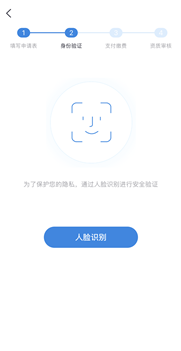 1 2 3 4
填写申请表 身份验证 支付缴费 资质审核
为了保护您的隐私，通过人脸识别进行安全验证
人脸识别